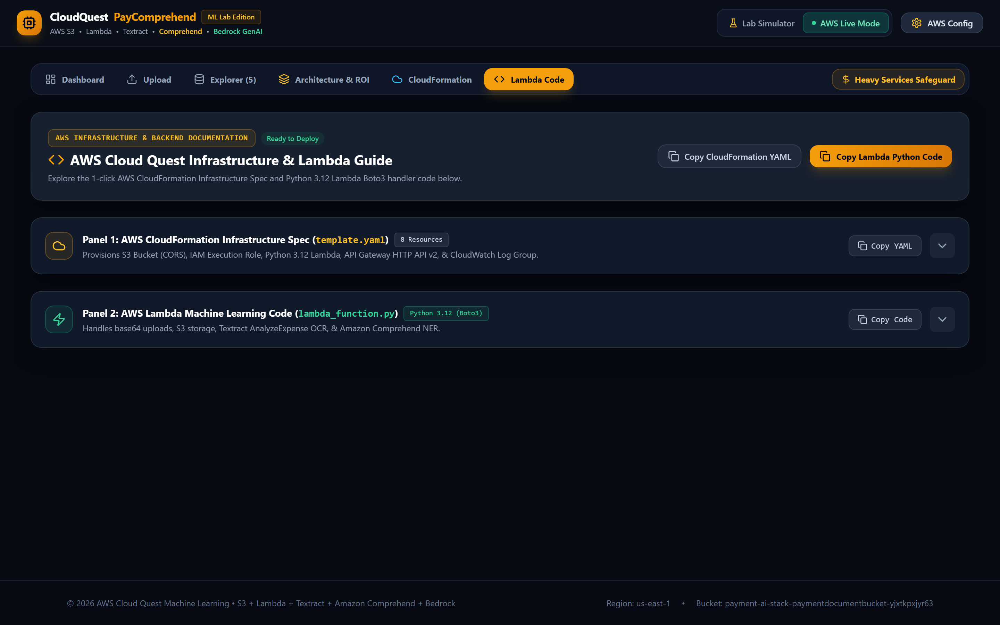 CloudQuest PayComprehend ML Lab Edition
AWS S3 • Lambda • Textract • Comprehend • Bedrock GenAI
Lab Simulator
AWS Live Mode
AWS Config
Dashboard
Upload
Explorer (5)
Architecture & ROI
CloudFormation
Lambda Code
Heavy Services Safeguard
AWS INFRASTRUCTURE & BACKEND DOCUMENTATION
Ready to Deploy
AWS Cloud Quest Infrastructure & Lambda Guide
Explore the 1-click AWS CloudFormation Infrastructure Spec and Python 3.12 Lambda Boto3 handler code below.
Copy CloudFormation YAML
Copy Lambda Python Code
Panel 1: AWS CloudFormation Infrastructure Spec (template.yaml) 8 Resources
Provisions S3 Bucket (CORS), IAM Execution Role, Python 3.12 Lambda, API Gateway HTTP API v2, & CloudWatch Log Group.
Copy YAML
Panel 2: AWS Lambda Machine Learning Code (lambda_function.py) Python 3.12 (Boto3)
Handles base64 uploads, S3 storage, Textract AnalyzeExpense OCR, & Amazon Comprehend NER.
Copy Code
© 2026 AWS Cloud Quest Machine Learning • S3 + Lambda + Textract + Amazon Comprehend + Bedrock
Region: us-east-1 • Bucket: payment-ai-stack-paymentdocumentbucket-yjxtkpxjyr63